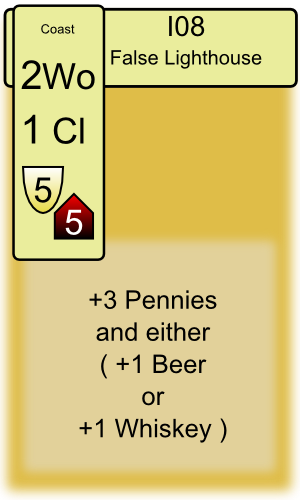 Coast
I08
False Lighthouse
2Wo
1 Cl
5
5
+3 Pennies
and either
( +1 Beer
or
+1 Whiskey )